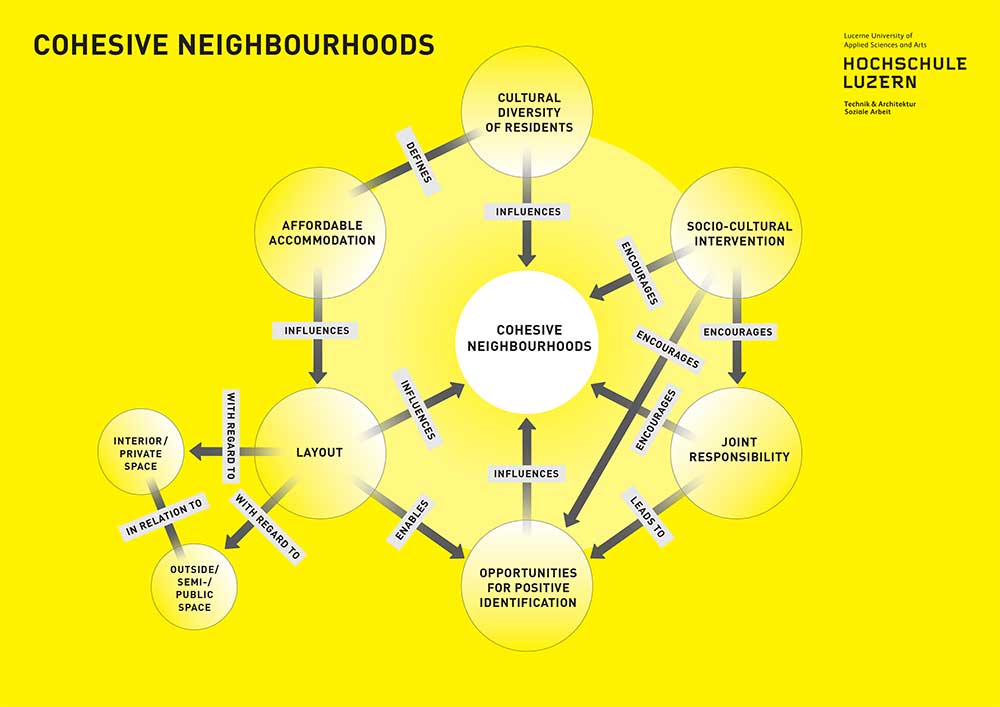 COHESIVE NEIGHBOURHOODS
Lucerne University of
Applied Sciences and Arts
HOCHSCHULE
LUZERN
Technik & Architektur
Soziale Arbeit
CULTURAL
DIVERSITY
OF RESIDENTS
DEFINES
INFLUENCES
AFFORDABLE
ACCOMMODATION
SOCIO-CULTURAL
INTERVENTION
ENCOURAGES
INFLUENCES
COHESIVE
NEIGHBOURHOODS
ENCOURAGES
ENCOURAGES
INFLUENCES
ENCOURAGES
WITH REGARD TO
INTERIOR/
PRIVATE
SPACE
LAYOUT
JOINT
RESPONSIBILITY
INFLUENCES
IN RELATION TO
WITH REGARD TO
ENABLES
LEADS TO
OUTSIDE/
SEMI-/
PUBLIC
SPACE
OPPORTUNITIES
FOR POSITIVE
IDENTIFICATION